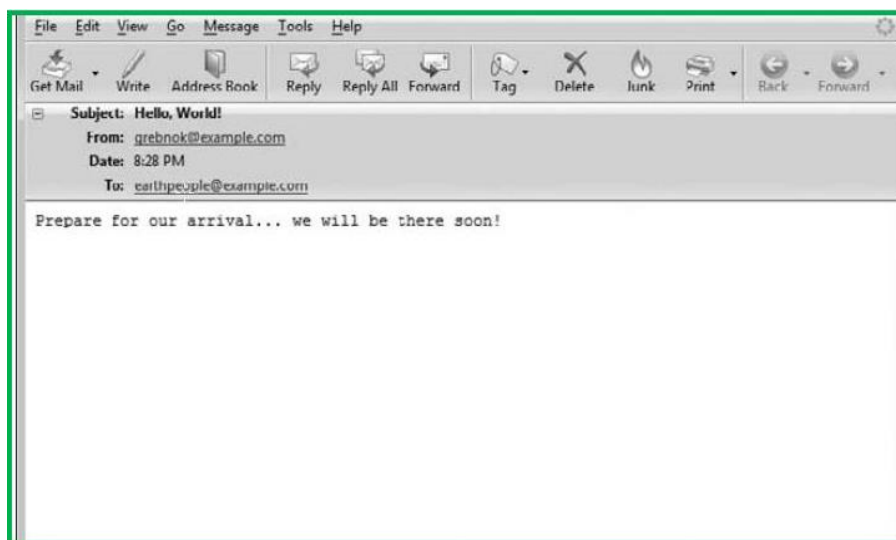 File Edit View Go Message Tools Help
Get Mail Write Address Book Reply Reply All Forward Tag Delete Junk Print Back Forward
Subject: Hello, World!
From: grebnok@example.com
Date: 8:28 PM
To: earthpeople@example.com
Prepare for our arrival... we will be there soon!